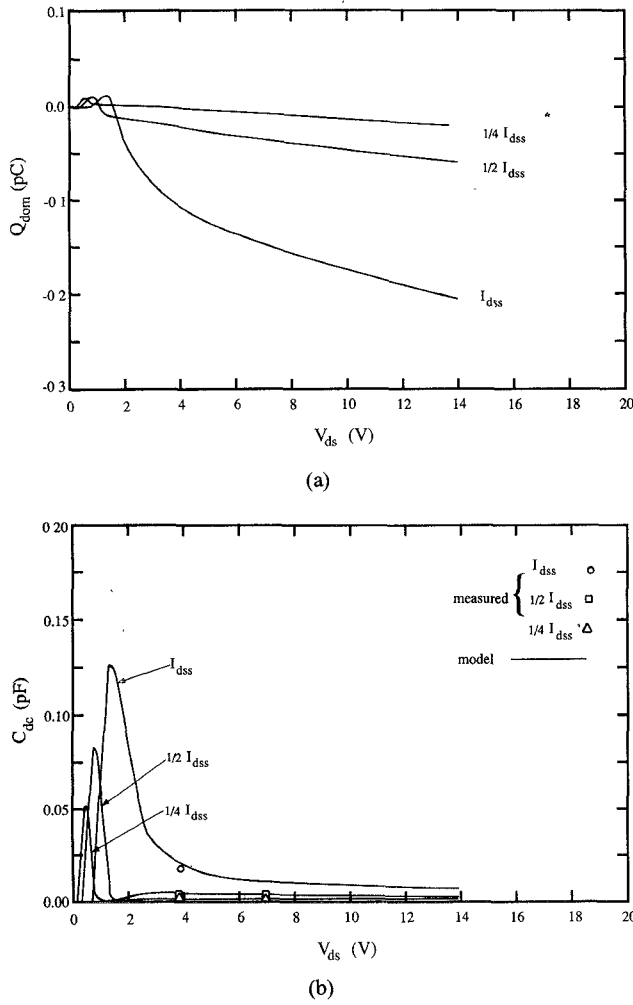 0.1
0.0
-0 1
-0 2
-0 3
Q_dom (pC)
1/4 I_dss
1/2 I_dss
I_dss
0 2 4 6 8 10 12 14 16 18 20
V_ds (V)
(a)
0 20
0.15
0.10
0.05
0.00
C_dc (pF)
measured { I_dss
1/2 I_dss
1/4 I_dss
model
I_dss
1/2 I_dss
1/4 I_dss
0 2 4 6 8 10 12 14 16 18 20
V_ds (V)
(b)